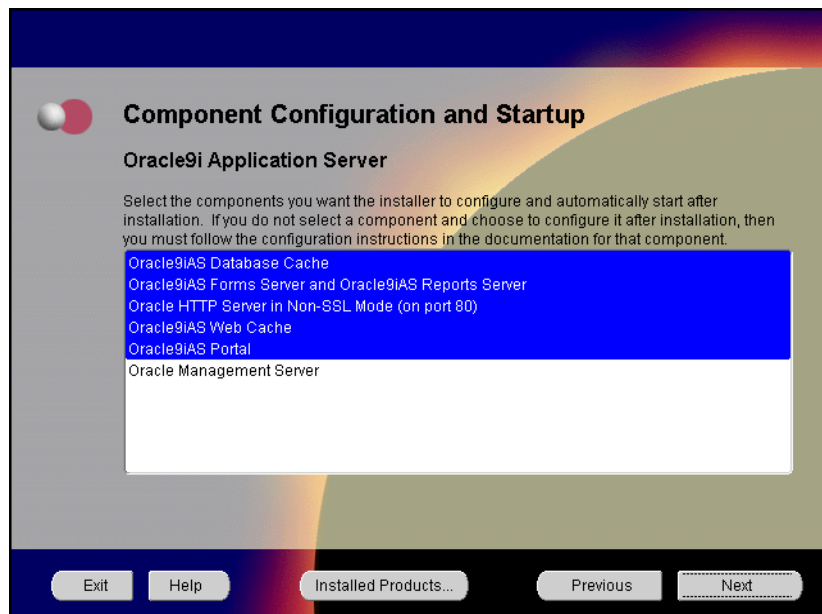 Component Configuration and Startup
Oracle9i Application Server
Select the components you want the installer to configure and automatically start after
installation. If you do not select a component and choose to configure it after installation, then
you must follow the configuration instructions in the documentation for that component.
Oracle9iAS Database Cache
Oracle9iAS Forms Server and Oracle9iAS Reports Server
Oracle HTTP Server in Non-SSL Mode (on port 80)
Oracle9iAS Web Cache
Oracle9iAS Portal
Oracle Management Server
Exit Help Installed Products... Previous Next